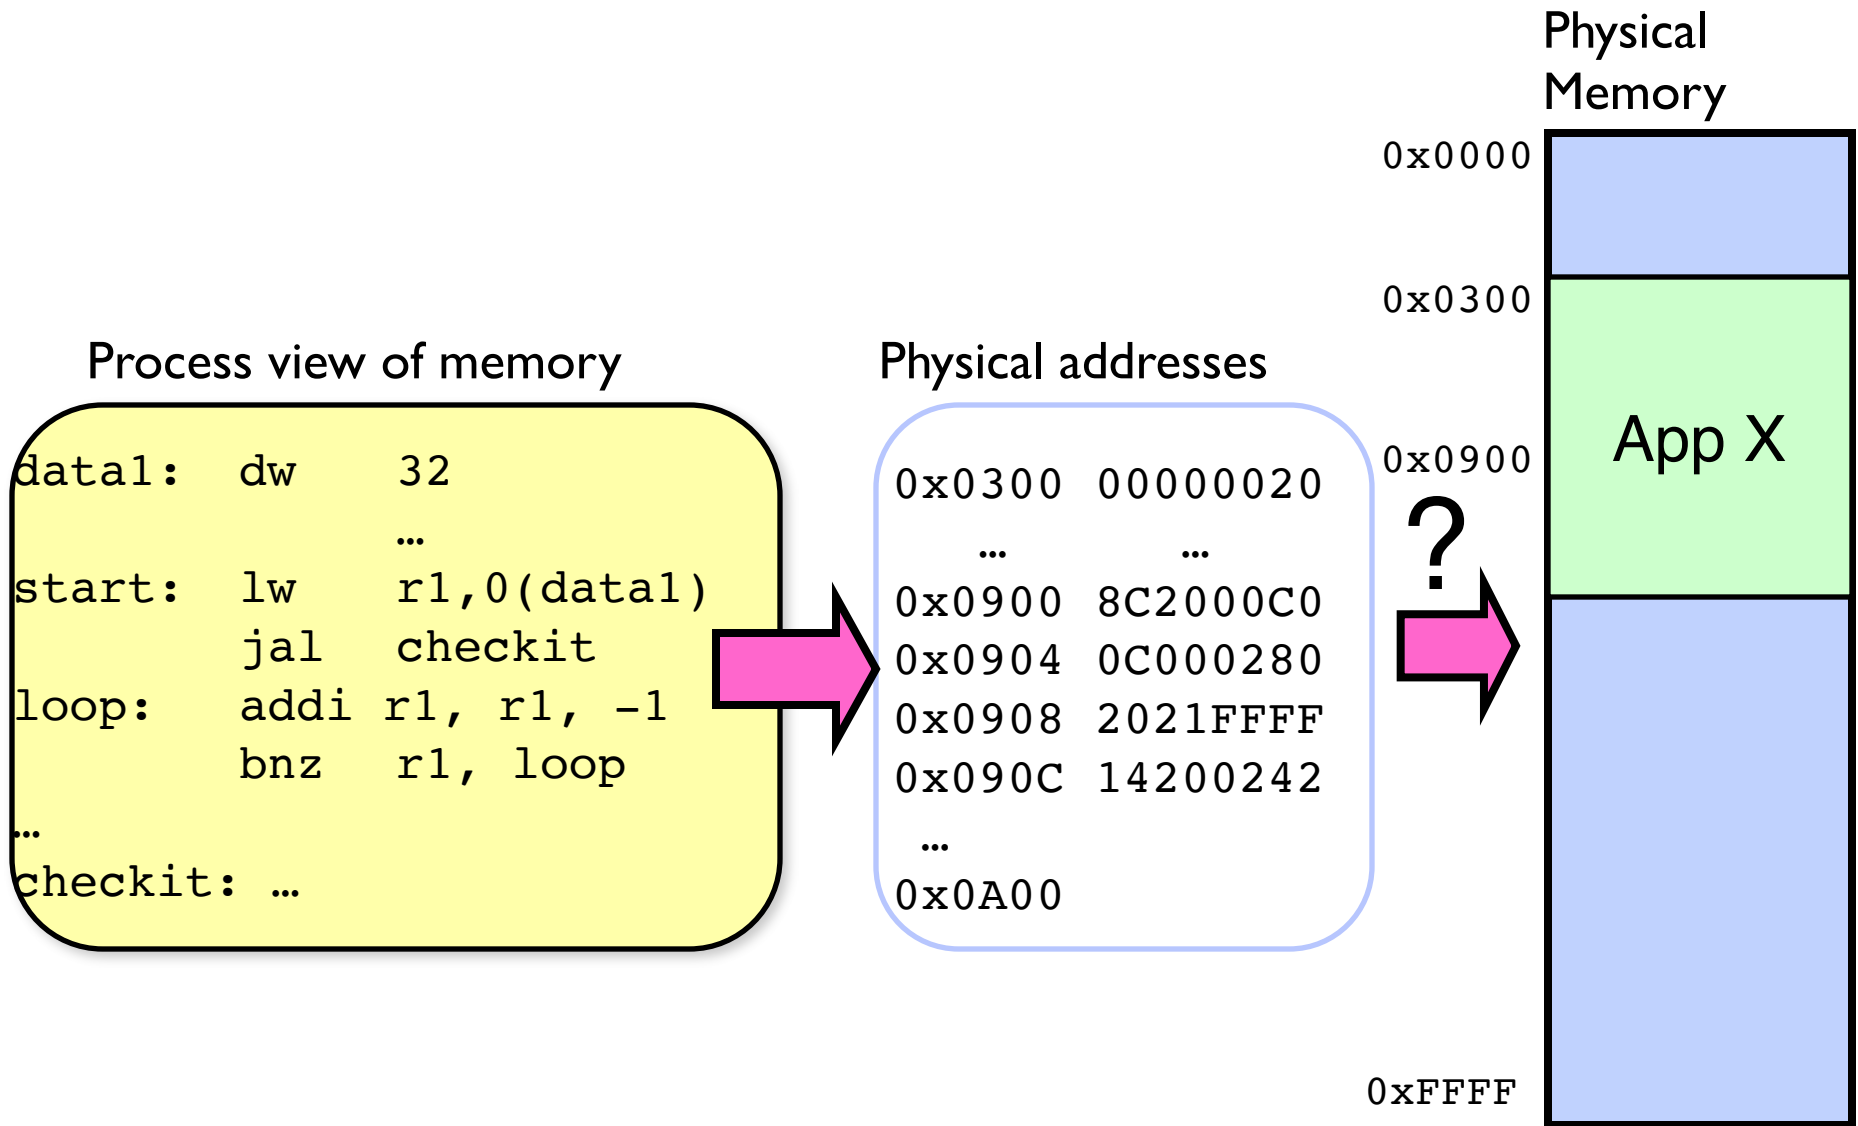 Physical
Memory
0x0000
0x0300
0x0900
App X
?
0xFFFF
Process view of memory
data1: dw 32
…
start: lw r1,0(data1)
jal checkit
loop: addi r1, r1, -1
bnz r1, loop
…
checkit: …
Physical addresses
0x0300 00000020
… …
0x0900 8C2000C0
0x0904 0C000280
0x0908 2021FFFF
0x090C 14200242
…
0x0A00